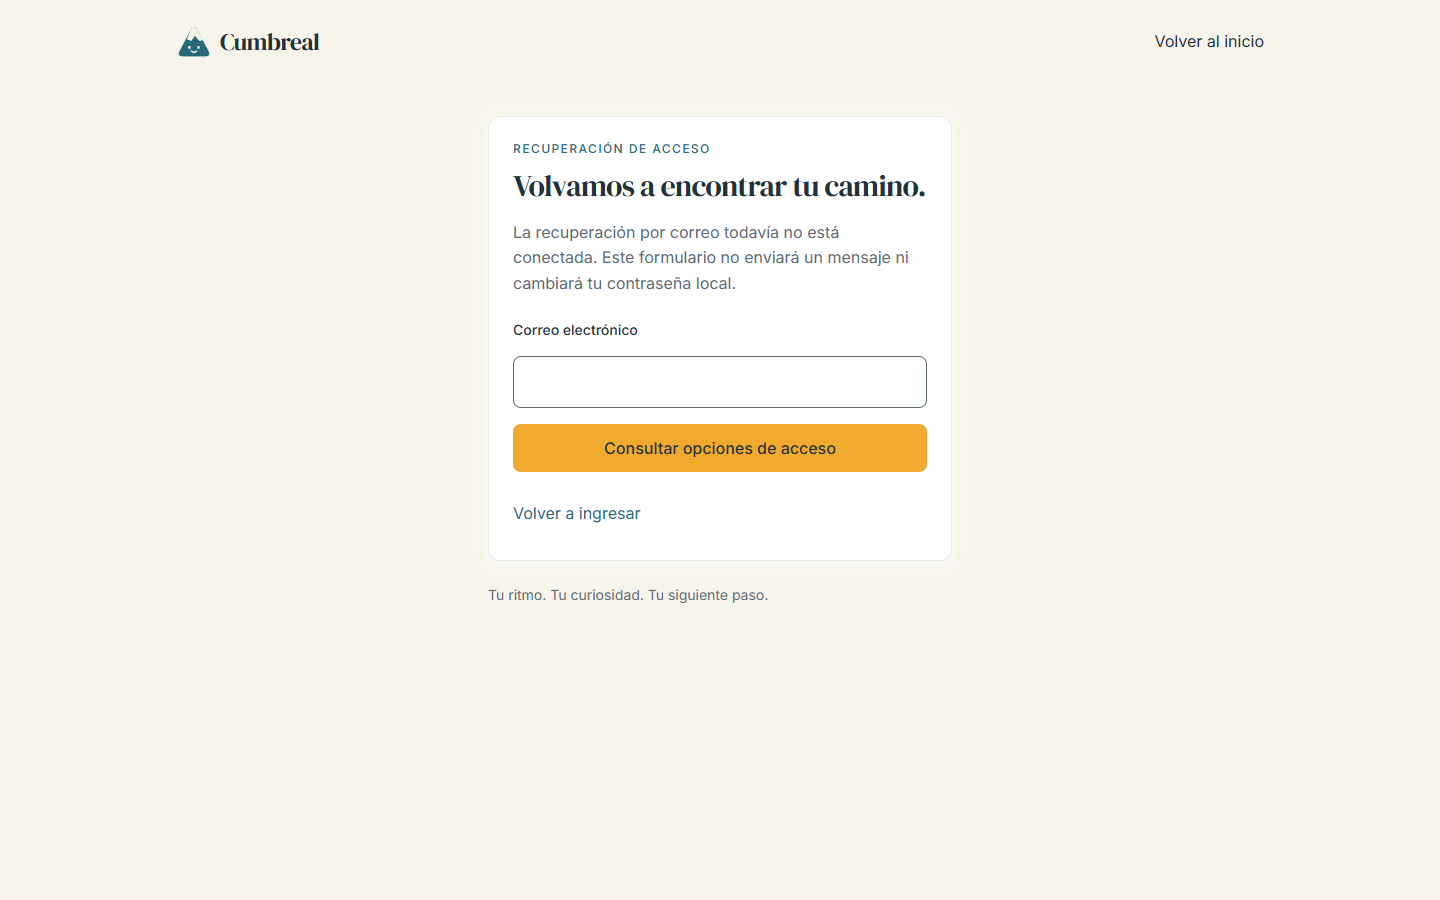 Cumbreal
Volver al inicio
RECUPERACIÓN DE ACCESO
Volvamos a encontrar tu camino.
La recuperación por correo todavía no está
conectada. Este formulario no enviará un mensaje ni
cambiará tu contraseña local.
Correo electrónico
Consultar opciones de acceso
Volver a ingresar
Tu ritmo. Tu curiosidad. Tu siguiente paso.